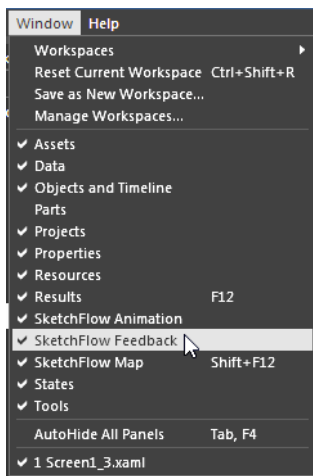 Window Help
Workspaces
Reset Current Workspace Ctrl+Shift+R
Save as New Workspace...
Manage Workspaces...
Assets
Data
Objects and Timeline
Parts
Projects
Properties
Resources
Results F12
SketchFlow Animation
SketchFlow Feedback
SketchFlow Map Shift+F12
States
Tools
AutoHide All Panels Tab, F4
1 Screen1_3.xaml